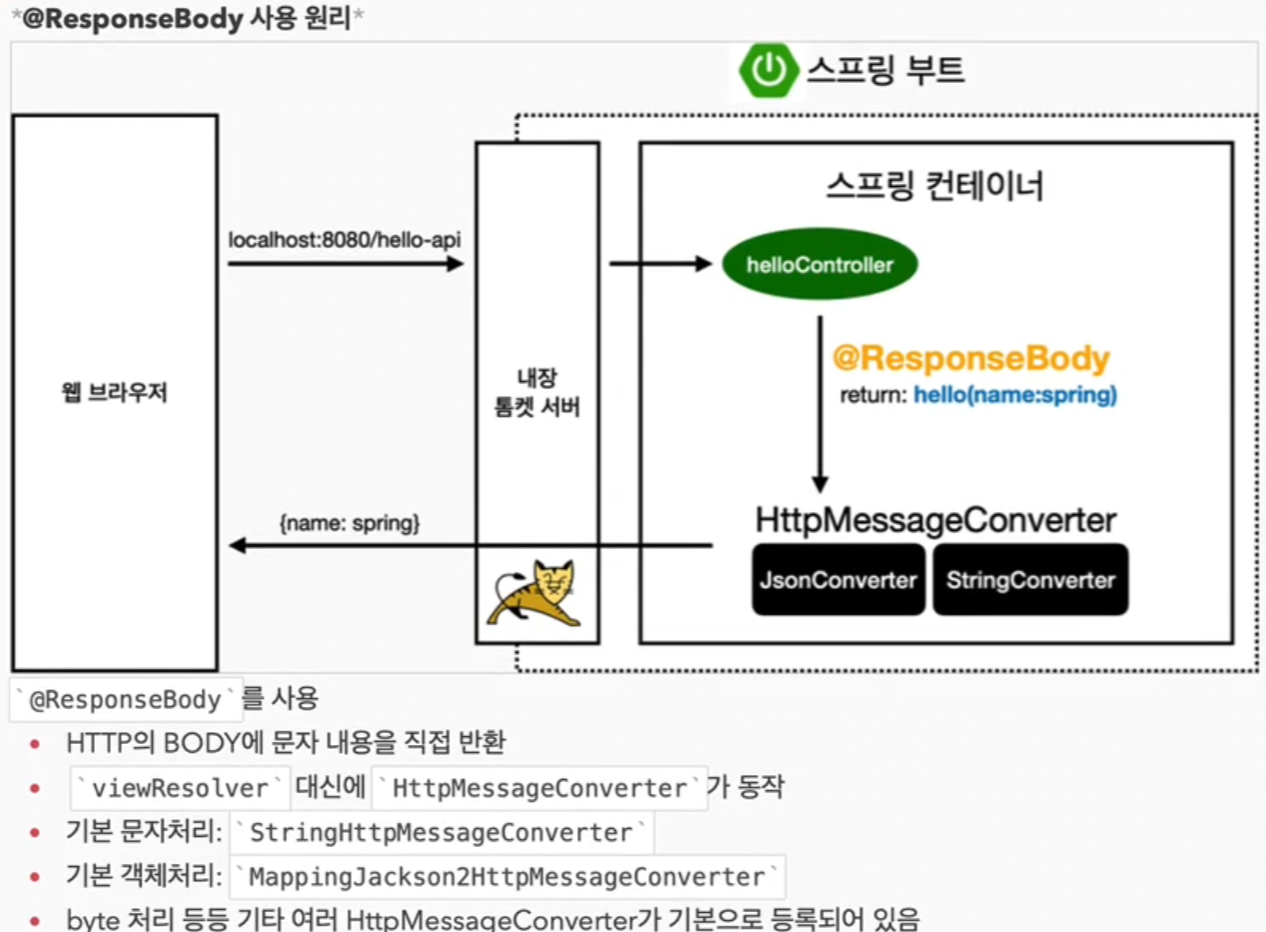 *@ResponseBody 사용 원리*
스프링 부트
스프링 컨테이너
localhost:8080/hello-api
helloController
@ResponseBody
return: hello(name:spring)
웹 브라우저
내장
톰켓 서버
{name: spring}
HttpMessageConverter
JsonConverter
StringConverter
`@ResponseBody`를 사용
• HTTP의 BODY에 문자 내용을 직접 반환
• `viewResolver` 대신에 `HttpMessageConverter`가 동작
• 기본 문자처리: `StringHttpMessageConverter`
• 기본 객체처리: `MappingJackson2HttpMessageConverter`
• byte 처리 등등 기타 여러 HttpMessageConverter가 기본으로 등록되어 있음